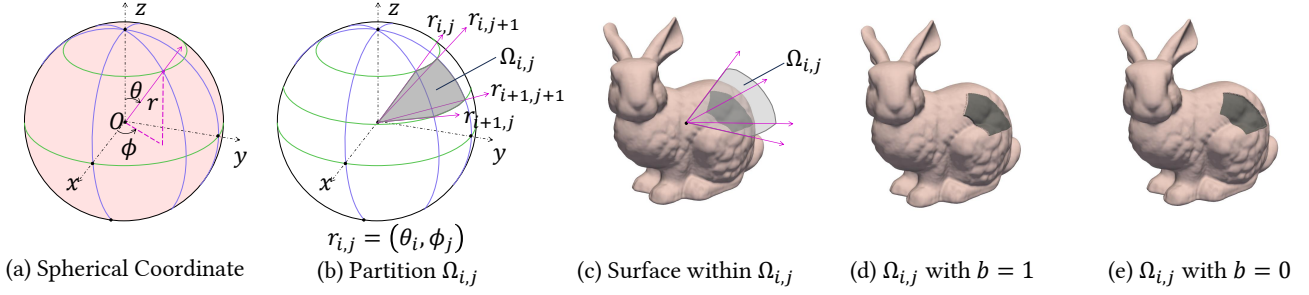 z
θ
r
O
ϕ
y
x
(a) Spherical Coordinate
z
r_{i,j}
r_{i,j+1}
Ω_{i,j}
r_{i+1,j+1}
r_{i+1,j}
y
x
r_{i,j} = (θ_i, ϕ_j)
(b) Partition Ω_{i,j}
Ω_{i,j}
(c) Surface within Ω_{i,j}
(d) Ω_{i,j} with b = 1
(e) Ω_{i,j} with b = 0